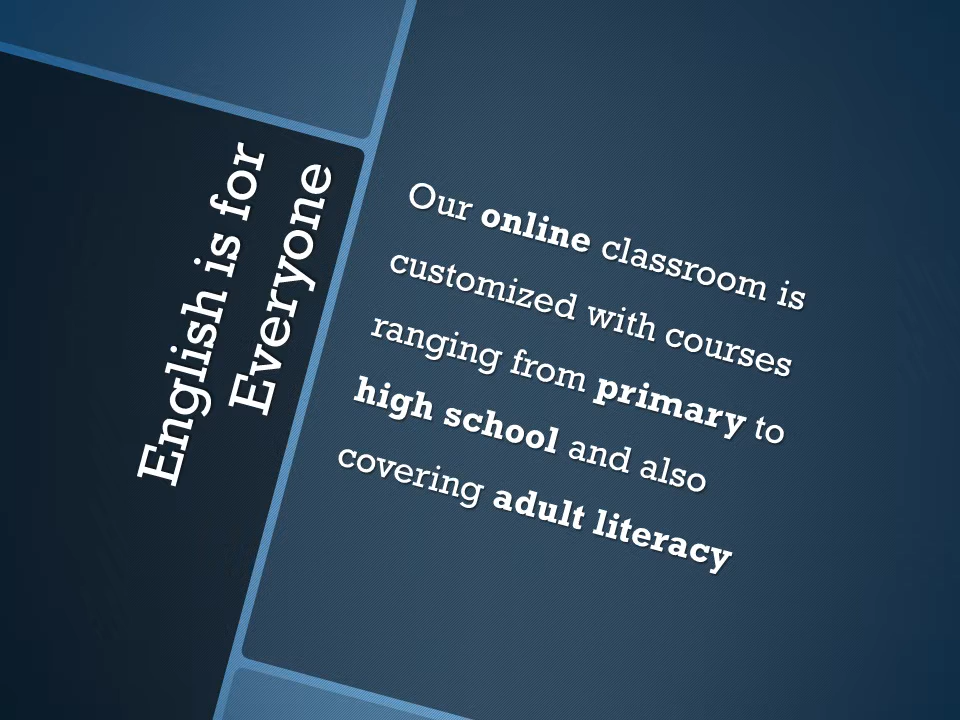 English is for
Everyone
Our online classroom is
customized with courses
ranging from primary to
high school and also
covering adult literacy